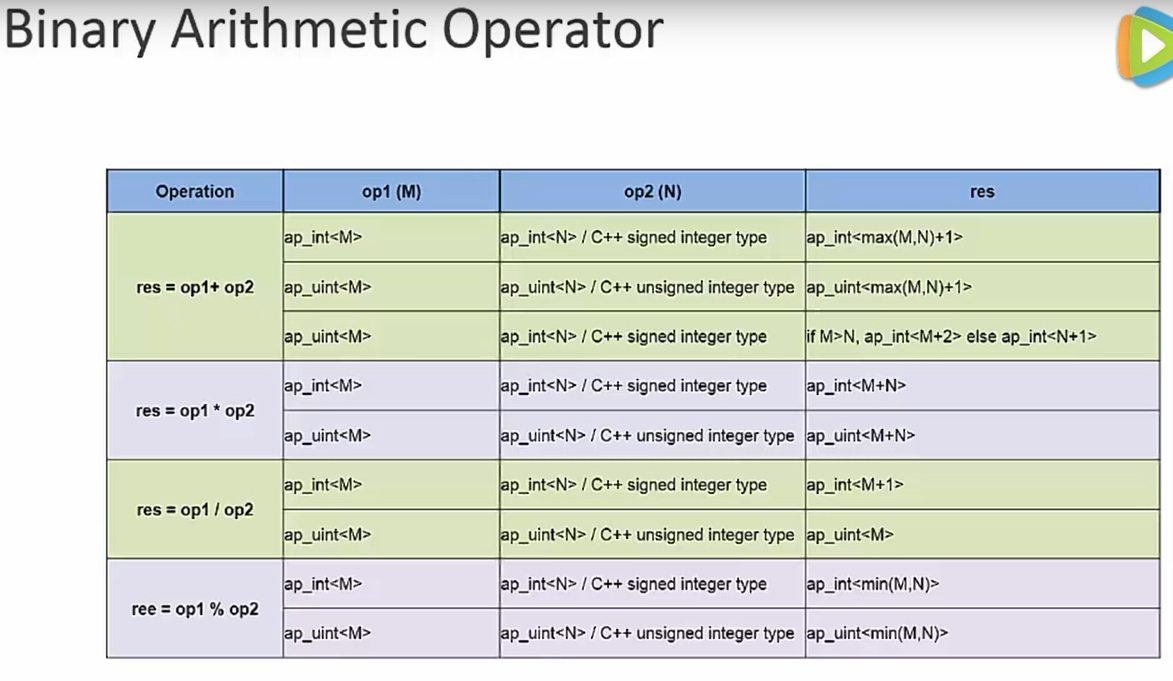 Binary Arithmetic Operator
Operation op1 (M) op2 (N) res
res = op1+ op2
ap_int<M> ap_int<N> / C++ signed integer type ap_int<max(M,N)+1>
ap_uint<M> ap_uint<N> / C++ unsigned integer type ap_uint<max(M,N)+1>
ap_uint<M> ap_int<N> / C++ signed integer type if M>N, ap_int<M+2> else ap_int<N+1>
res = op1 * op2
ap_int<M> ap_int<N> / C++ signed integer type ap_int<M+N>
ap_uint<M> ap_uint<N> / C++ unsigned integer type ap_uint<M+N>
res = op1 / op2
ap_int<M> ap_int<N> / C++ signed integer type ap_int<M+1>
ap_uint<M> ap_uint<N> / C++ unsigned integer type ap_uint<M>
ree = op1 % op2
ap_int<M> ap_int<N> / C++ signed integer type ap_int<min(M,N)>
ap_uint<M> ap_uint<N> / C++ unsigned integer type ap_uint<min(M,N)>